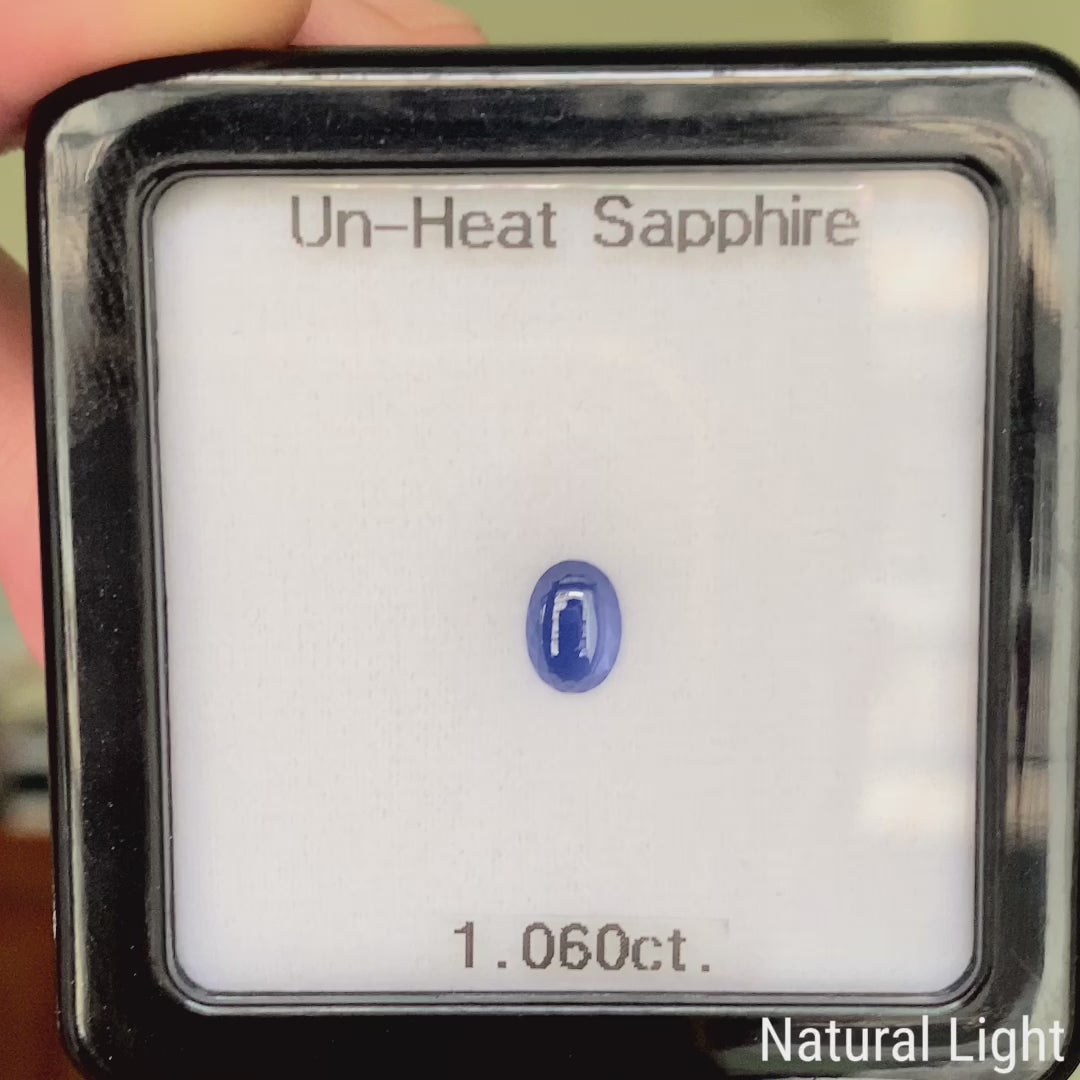 Un-Heat Sapphire
1.060ct.
Natural Light